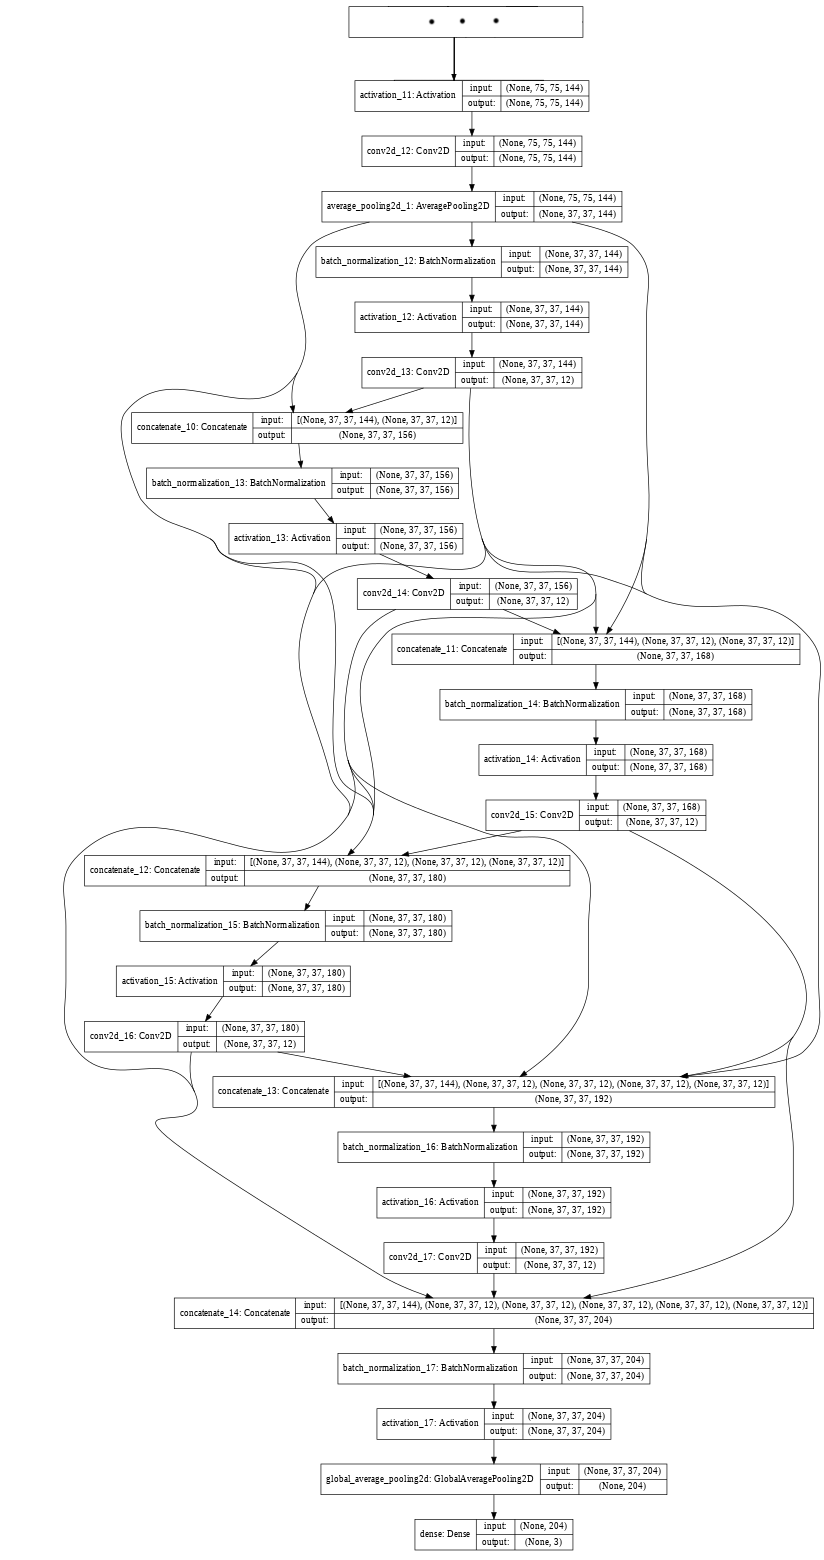 activation_11: Activation input: (None, 75, 75, 144)
output: (None, 75, 75, 144)
conv2d_12: Conv2D input: (None, 75, 75, 144)
output: (None, 75, 75, 144)
average_pooling2d_1: AveragePooling2D input: (None, 75, 75, 144)
output: (None, 37, 37, 144)
batch_normalization_12: BatchNormalization input: (None, 37, 37, 144)
output: (None, 37, 37, 144)
activation_12: Activation input: (None, 37, 37, 144)
output: (None, 37, 37, 144)
conv2d_13: Conv2D input: (None, 37, 37, 144)
output: (None, 37, 37, 12)
concatenate_10: Concatenate input: [(None, 37, 37, 144), (None, 37, 37, 12)]
output: (None, 37, 37, 156)
batch_normalization_13: BatchNormalization input: (None, 37, 37, 156)
output: (None, 37, 37, 156)
activation_13: Activation input: (None, 37, 37, 156)
output: (None, 37, 37, 156)
conv2d_14: Conv2D input: (None, 37, 37, 156)
output: (None, 37, 37, 12)
concatenate_11: Concatenate input: [(None, 37, 37, 144), (None, 37, 37, 12), (None, 37, 37, 12)]
output: (None, 37, 37, 168)
batch_normalization_14: BatchNormalization input: (None, 37, 37, 168)
output: (None, 37, 37, 168)
activation_14: Activation input: (None, 37, 37, 168)
output: (None, 37, 37, 168)
conv2d_15: Conv2D input: (None, 37, 37, 168)
output: (None, 37, 37, 12)
concatenate_12: Concatenate input: [(None, 37, 37, 144), (None, 37, 37, 12), (None, 37, 37, 12), (None, 37, 37, 12)]
output: (None, 37, 37, 180)
batch_normalization_15: BatchNormalization input: (None, 37, 37, 180)
output: (None, 37, 37, 180)
activation_15: Activation input: (None, 37, 37, 180)
output: (None, 37, 37, 180)
conv2d_16: Conv2D input: (None, 37, 37, 180)
output: (None, 37, 37, 12)
concatenate_13: Concatenate input: [(None, 37, 37, 144), (None, 37, 37, 12), (None, 37, 37, 12), (None, 37, 37, 12), (None, 37, 37, 12)]
output: (None, 37, 37, 192)
batch_normalization_16: BatchNormalization input: (None, 37, 37, 192)
output: (None, 37, 37, 192)
activation_16: Activation input: (None, 37, 37, 192)
output: (None, 37, 37, 192)
conv2d_17: Conv2D input: (None, 37, 37, 192)
output: (None, 37, 37, 12)
concatenate_14: Concatenate input: [(None, 37, 37, 144), (None, 37, 37, 12), (None, 37, 37, 12), (None, 37, 37, 12), (None, 37, 37, 12), (None, 37, 37, 12)]
output: (None, 37, 37, 204)
batch_normalization_17: BatchNormalization input: (None, 37, 37, 204)
output: (None, 37, 37, 204)
activation_17: Activation input: (None, 37, 37, 204)
output: (None, 37, 37, 204)
global_average_pooling2d: GlobalAveragePooling2D input: (None, 37, 37, 204)
output: (None, 204)
dense: Dense input: (None, 204)
output: (None, 3)